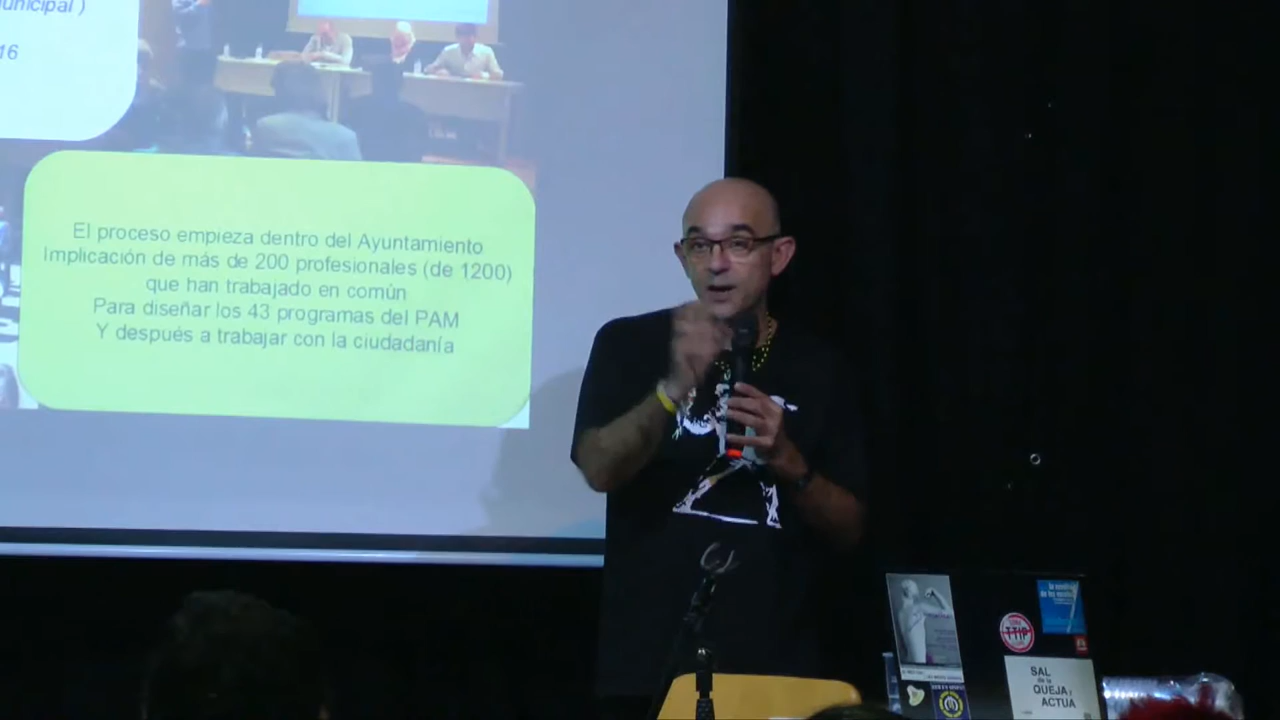 unicipal )
16
El proceso empieza dentro del Ayuntamiento
Implicación de más de 200 profesionales (de 1200)
que han trabajado en común
Para diseñar los 43 programas del PAM
Y después a trabajar con la ciudadanía
TTIP
SAL
de la
QUEJA y
ACTUA